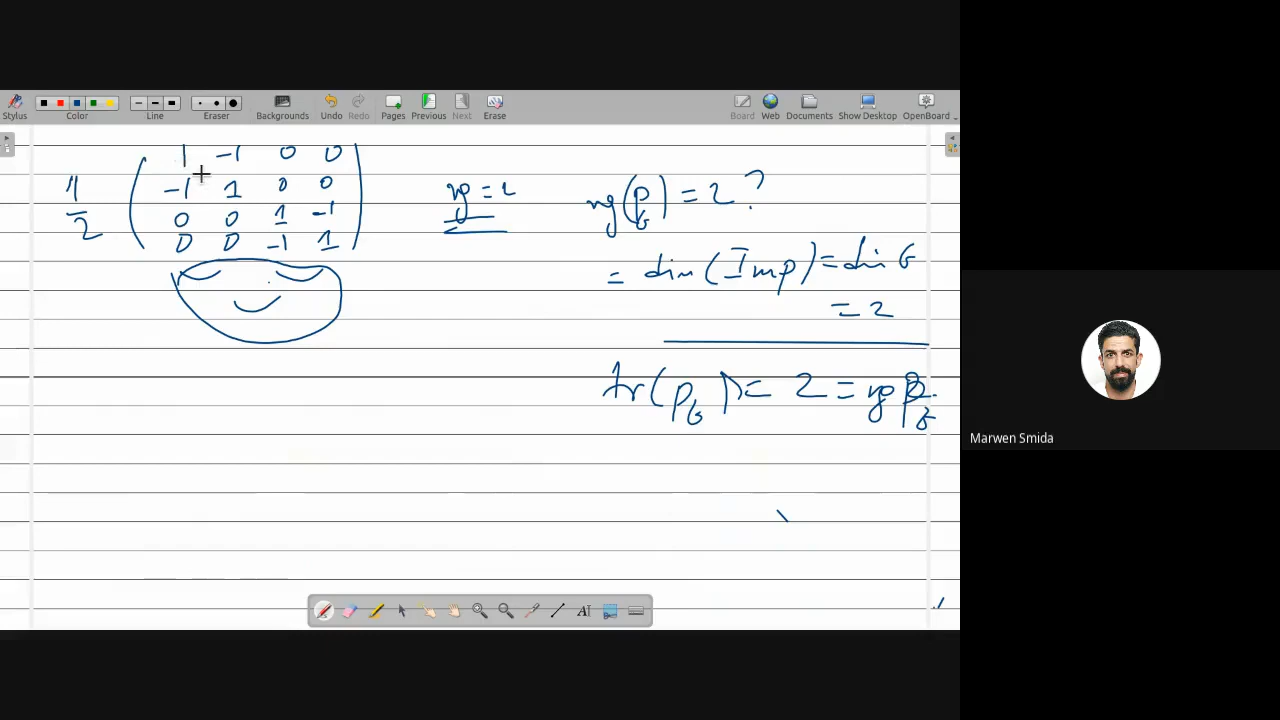 Stylus Color Line Eraser Backgrounds Undo Redo Pages Previous Next Erase Board Web Documents Show Desktop OpenBoard
1 -1 0 0
-1 1 0 0
0 0 1 -1
0 0 -1 1
1/2
rg = 2
rg(p_G) = 2 ?
= dim(Im p) = dim G
= 2
tr(p_G) = 2 = rg p_G
Marwen Smida